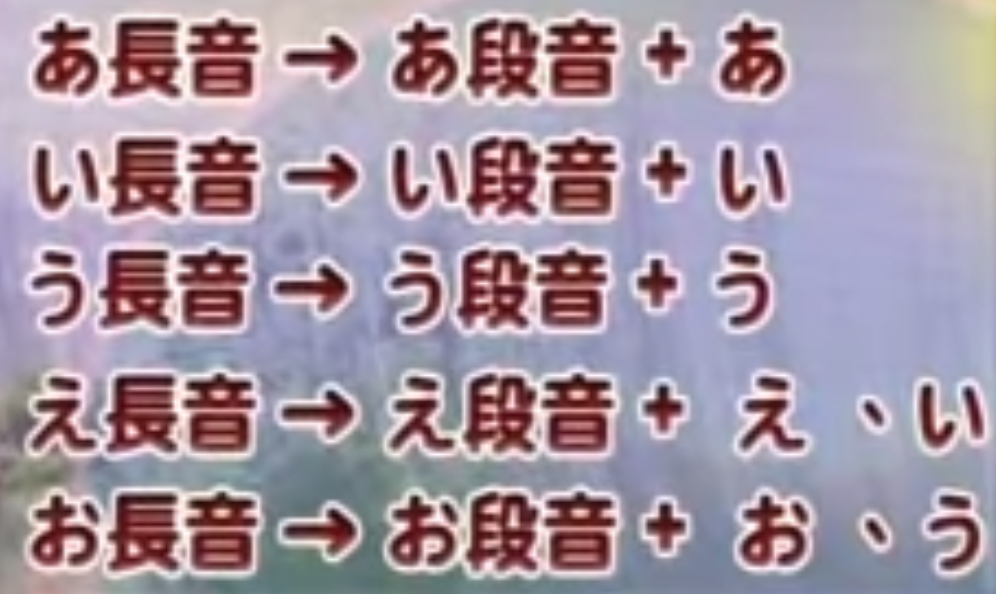 あ長音→あ段音+あ
い長音→い段音+い
う長音→う段音+う
え長音→え段音+ え 、い
お長音→お段音+ お 、う